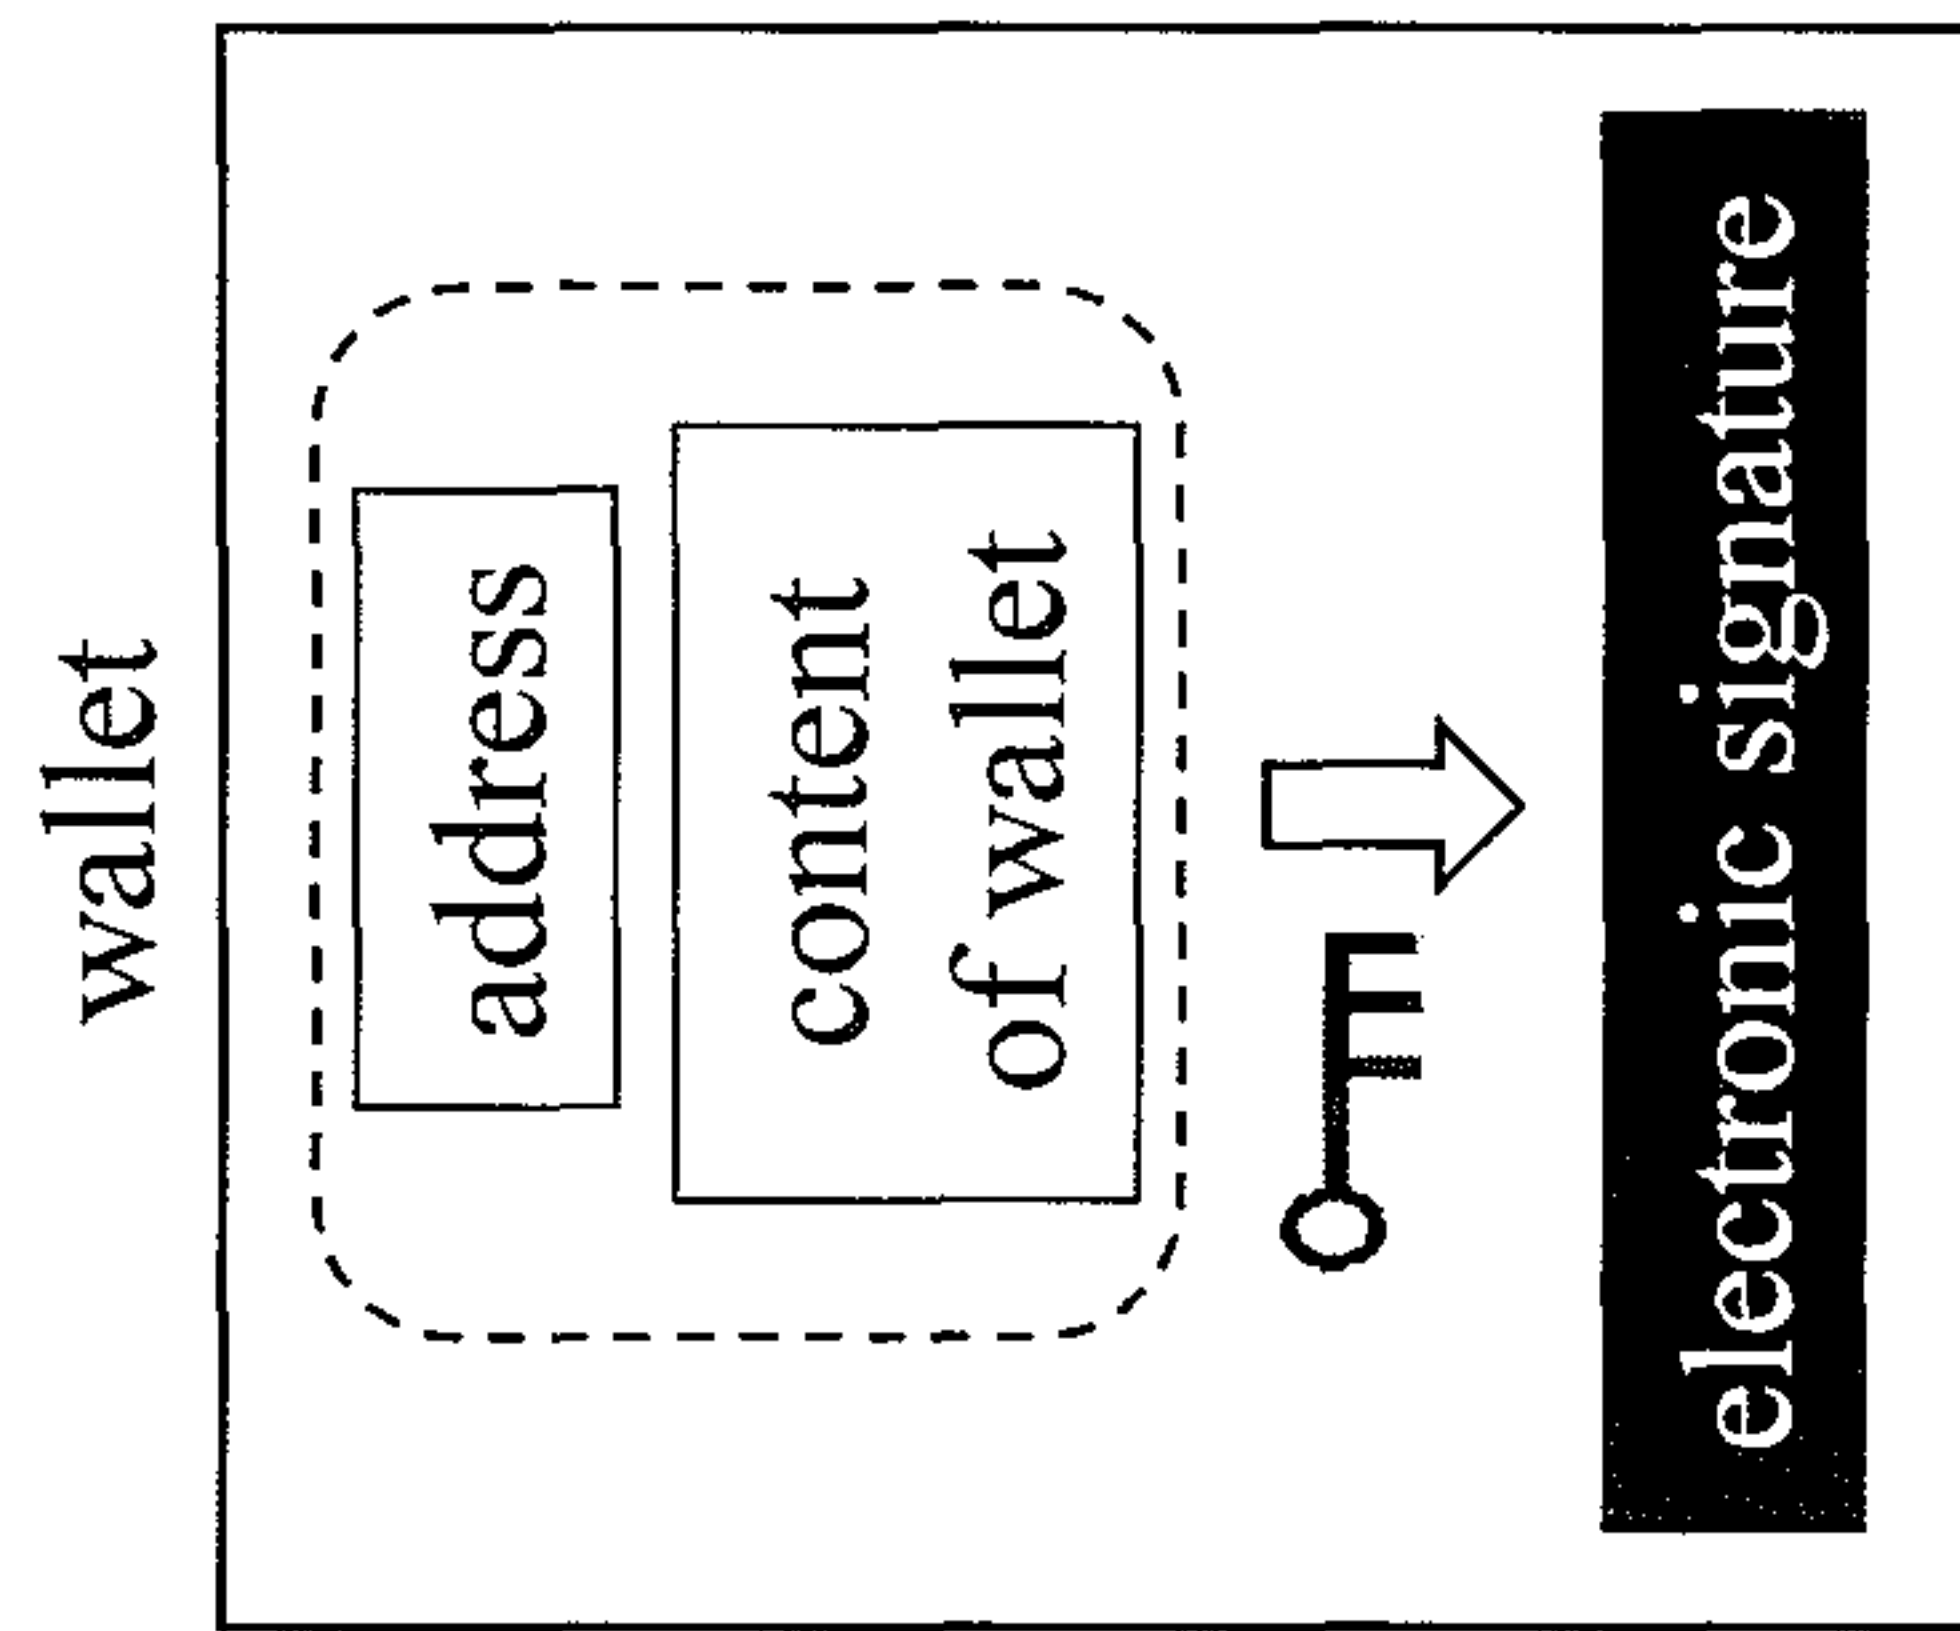 wallet
address
content
of wallet
electronic signature